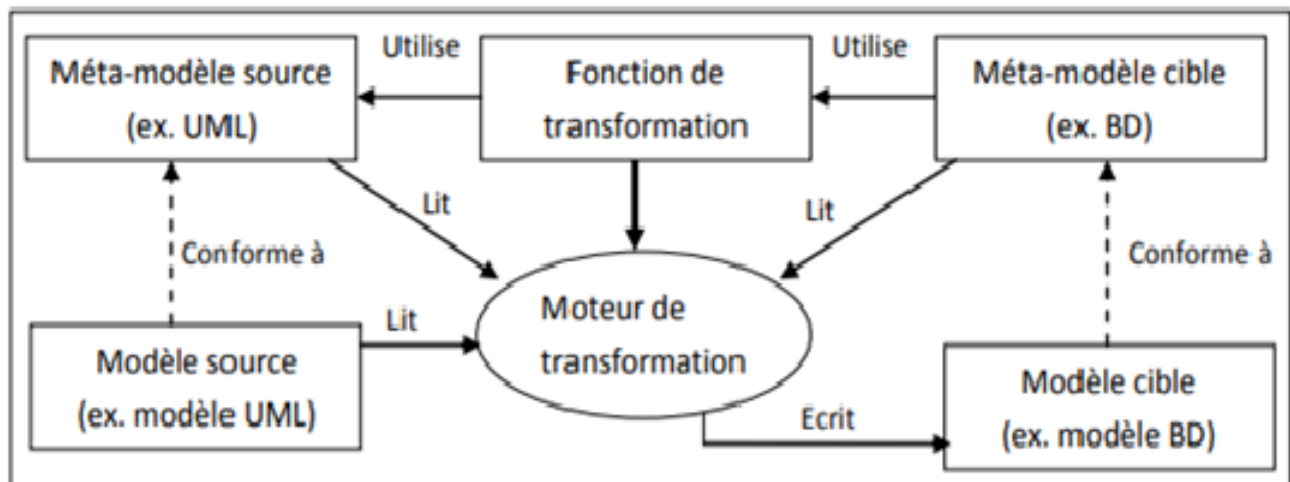 Utilise
Utilise
Méta-modèle source
(ex. UML)
Fonction de
transformation
Méta-modèle cible
(ex. BD)
Lit
Lit
Conforme à
Conforme à
Lit
Moteur de
transformation
Modèle source
(ex. modèle UML)
Ecrit
Modèle cible
(ex. modèle BD)